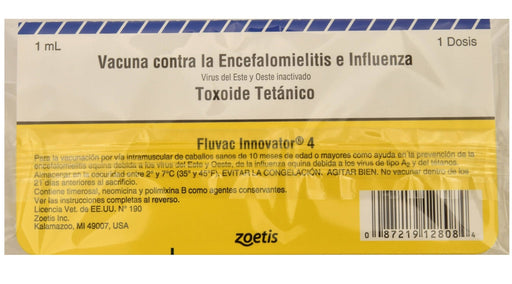 1 mL
1 Dosis
Vacuna contra la Encefalomielitis e Influenza
Virus del Este y Oeste inactivado
Toxoide Tetánico
Fluvac Innovator® 4
Para la vacunación por vía intramuscular de caballos sanos de 10 meses de edad o mayores como ayuda en la prevención de la
encefalomielitis equina debida a los virus del Este y Oeste, de la influenza equina debida a los virus de tipo A₂ y del tétanos.
Almacenar en la oscuridad entre 2° y 7°C (35° y 45°F). EVITAR LA CONGELACIÓN. AGITAR BIEN. No vacunar dentro de los
21 días anteriores al sacrificio.
Contiene timerosal, neomicina y polimixina B como agentes conservantes.
Ver las instrucciones completas al reverso.
Licencia Vet. de EE.UU. N° 190
Zoetis Inc.
Kalamazoo, MI 49007, USA
zoetis
0 87219 12808 4